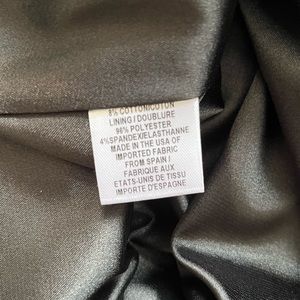 8% COTTON/COTON
LINING / DOUBLURE
96% POLYESTER
4%SPANDEX/ELASTHANNE
MADE IN THE USA OF
IMPORTED FABRIC
FROM SPAIN /
FABRIQUE AUX
ETATS-UNIS DE TISSU
IMPORTE D'ESPAGNE